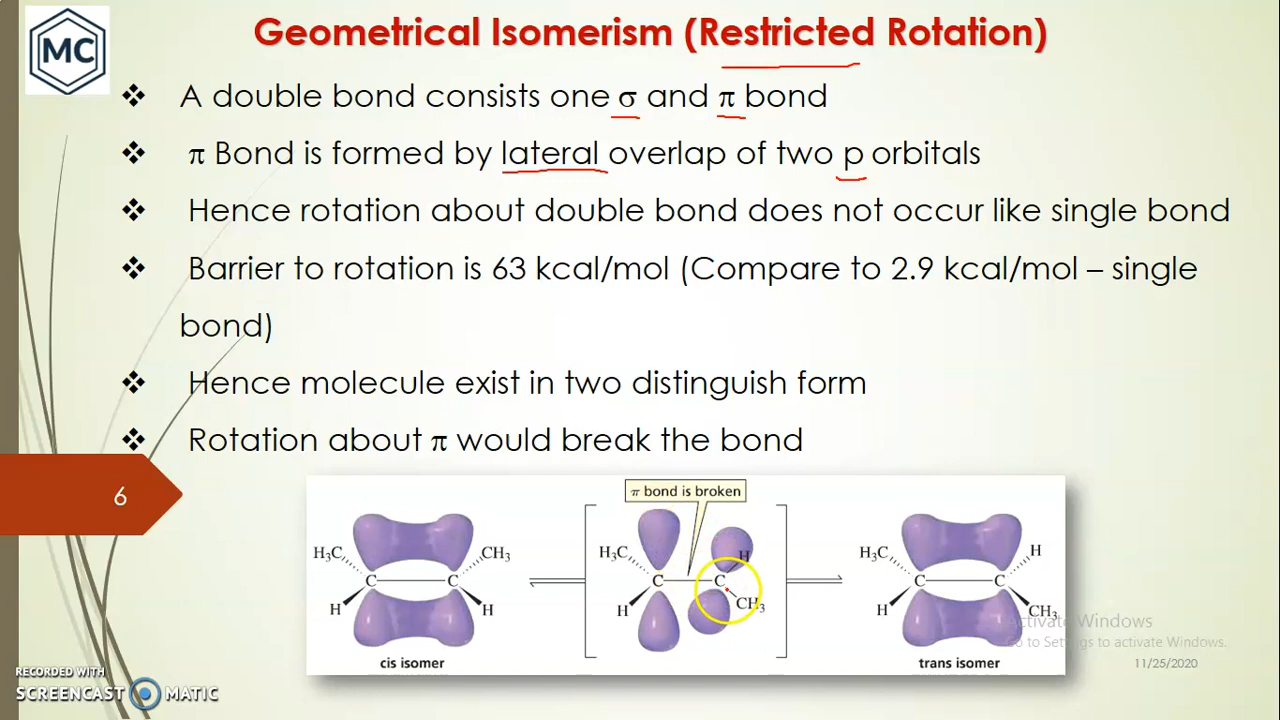 MC
Geometrical Isomerism (Restricted Rotation)
❖ A double bond consists one σ and π bond
❖ π Bond is formed by lateral overlap of two p orbitals
❖ Hence rotation about double bond does not occur like single bond
❖ Barrier to rotation is 63 kcal/mol (Compare to 2.9 kcal/mol – single
bond)
❖ Hence molecule exist in two distinguish form
❖ Rotation about π would break the bond
6
π bond is broken
H₃C CH₃ H₃C H H₃C H
C C C C C C
H H H CH₃ H CH₃
cis isomer trans isomer
Activate Windows
Go to Settings to activate Windows.
11/25/2020
RECORDED WITH
SCREENCAST MATIC